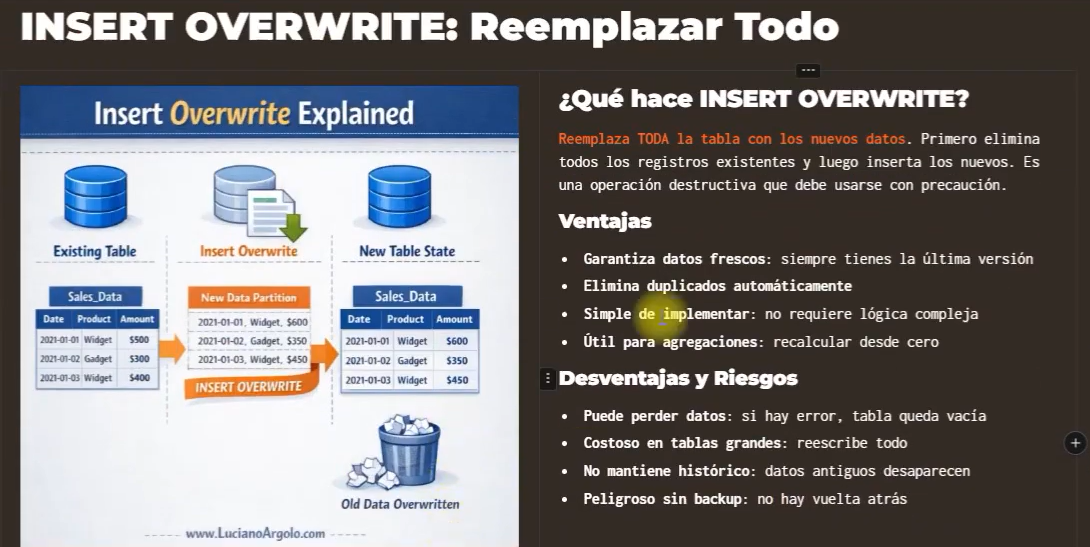 INSERT OVERWRITE: Reemplazar Todo
Insert Overwrite Explained
Existing Table
Insert Overwrite
New Table State
Sales_Data
Date Product Amount
2021-01-01 Widget $500
2021-01-02 Gadget $300
2021-01-03 Widget $400
New Data Partition
2021-01-01, Widget, $600
2021-01-02, Gadget, $350
2021-01-03, Widget, $450
INSERT OVERWRITE
Sales_Data
Date Product Amount
2021-01-01 Widget $600
2021-01-02 Gadget $350
2021-01-03 Widget $450
Old Data Overwritten
www.LucianoArgolo.com
¿Qué hace INSERT OVERWRITE?
Reemplaza TODA la tabla con los nuevos datos. Primero elimina
todos los registros existentes y luego inserta los nuevos. Es
una operación destructiva que debe usarse con precaución.
Ventajas
• Garantiza datos frescos: siempre tienes la última versión
• Elimina duplicados automáticamente
• Simple de implementar: no requiere lógica compleja
• Útil para agregaciones: recalcular desde cero
Desventajas y Riesgos
• Puede perder datos: si hay error, tabla queda vacía
• Costoso en tablas grandes: reescribe todo
• No mantiene histórico: datos antiguos desaparecen
• Peligroso sin backup: no hay vuelta atrás